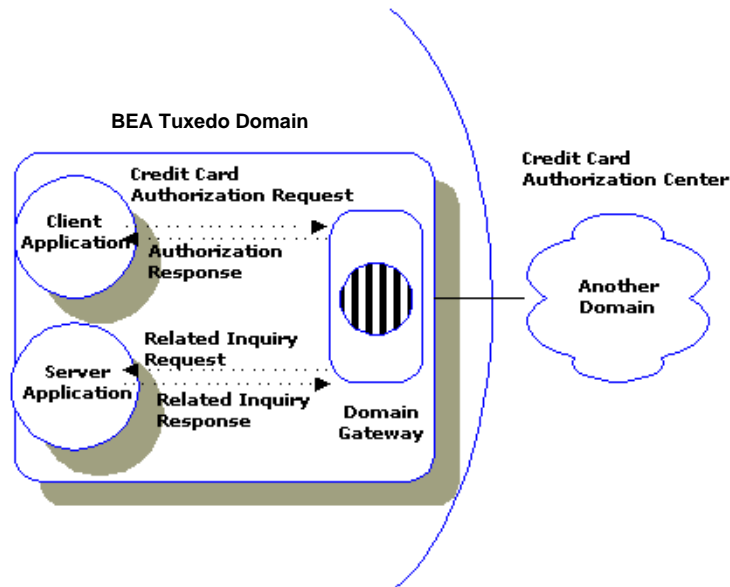 BEA Tuxedo Domain
Credit Card
Authorization Request
Client
Application
Authorization
Response
Related Inquiry
Request
Server
Application
Related Inquiry
Response
Domain
Gateway
Credit Card
Authorization Center
Another
Domain